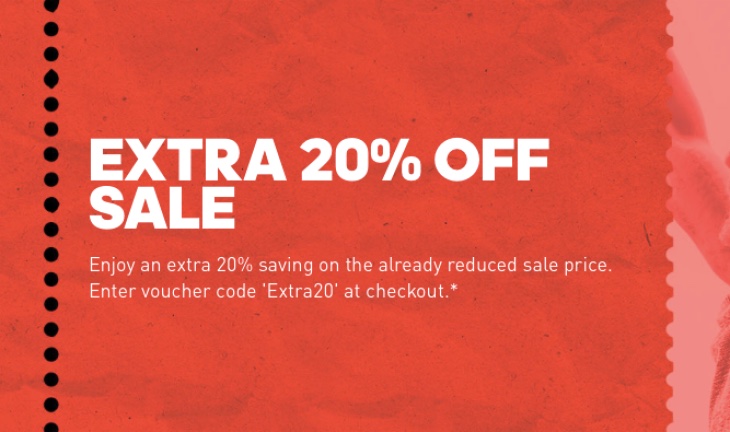 EXTRA 20% OFF
SALE
Enjoy an extra 20% saving on the already reduced sale price.
Enter voucher code 'Extra20' at checkout.*